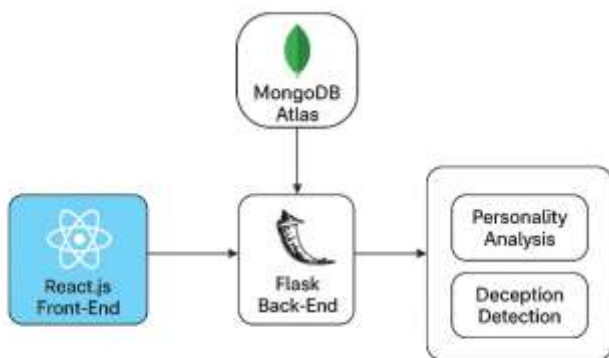 MongoDB
Atlas
React.js
Front-End
Flask
Back-End
Personality
Analysis
Deception
Detection